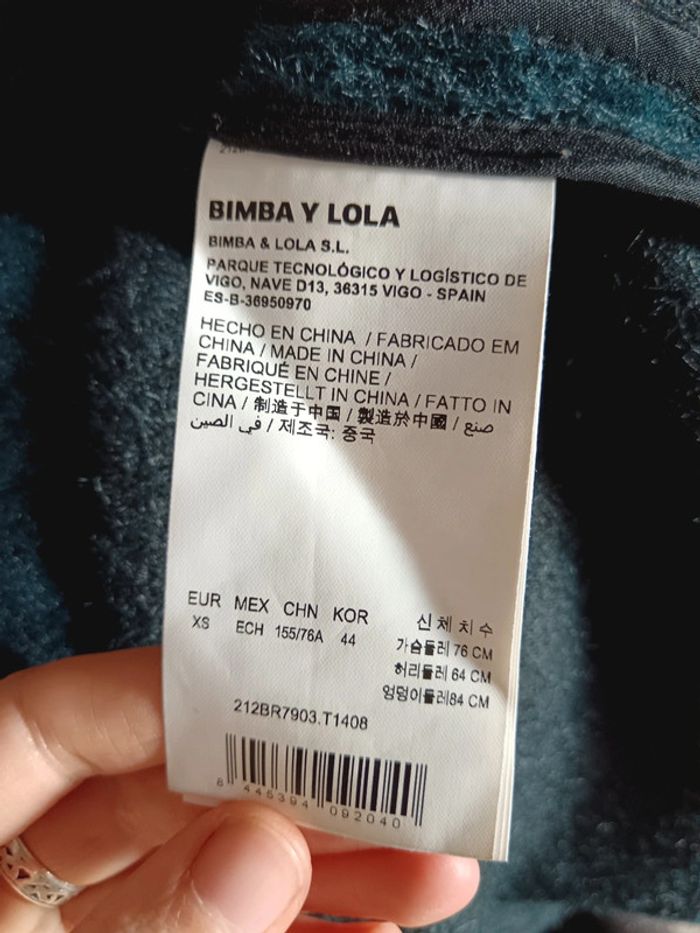 BIMBA Y LOLA
BIMBA & LOLA S.L.
PARQUE TECNOLÓGICO Y LOGÍSTICO DE
VIGO, NAVE D13, 36315 VIGO - SPAIN
ES-B-36950970
HECHO EN CHINA / FABRICADO EM
CHINA / MADE IN CHINA /
FABRIQUÉ EN CHINE /
HERGESTELLT IN CHINA / FATTO IN
CINA / 制造于中国 / 製造於中國 / صنع
في الصين / 제조국: 중국
EUR MEX CHN KOR
XS ECH 155/76A 44
신체치수
가슴둘레 76 CM
허리둘레 64 CM
엉덩이둘레84 CM
212BR7903.T1408
8 445394 092040